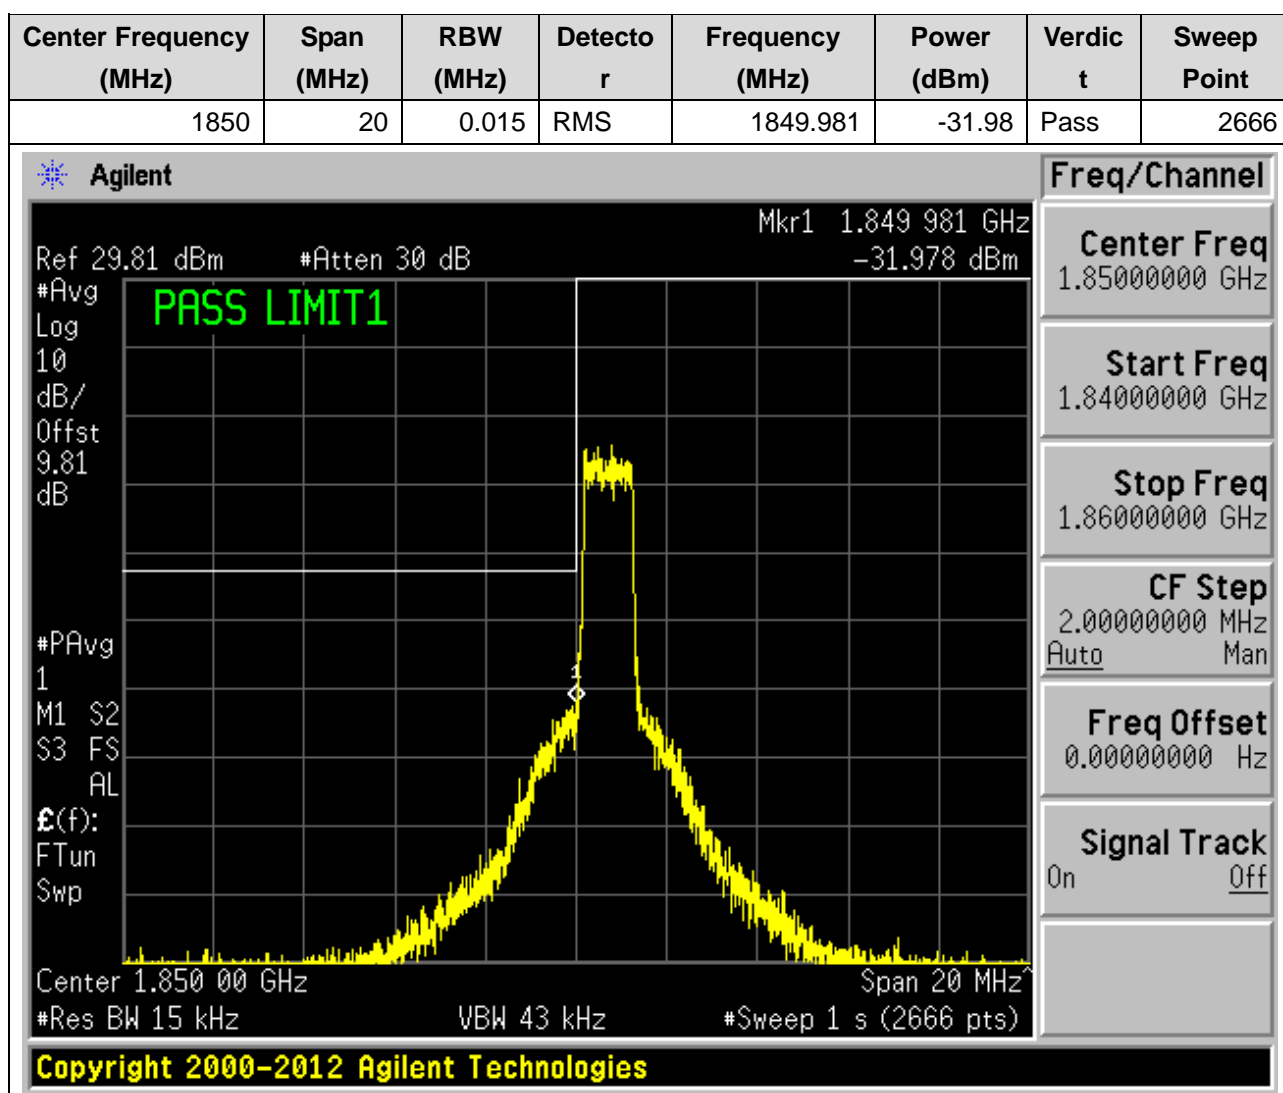 Center Frequency (MHz) Span (MHz) RBW (MHz) Detector Frequency (MHz) Power (dBm) Verdict Sweep Point
1850 20 0.015 RMS 1849.981 -31.98 Pass 2666
Agilent
Freq/Channel
Mkr1 1.849 981 GHz
Ref 29.81 dBm #Atten 30 dB -31.978 dBm
#Avg
Log
10
dB/
Offst
9.81
dB
PASS LIMIT1
#PAvg
1
M1 S2
S3 FS
AL
£(f):
FTun
Swp
1
Center 1.850 00 GHz Span 20 MHz^
#Res BW 15 kHz VBW 43 kHz #Sweep 1 s (2666 pts)
Center Freq
1.85000000 GHz
Start Freq
1.84000000 GHz
Stop Freq
1.86000000 GHz
CF Step
2.00000000 MHz
Auto Man
Freq Offset
0.00000000 Hz
Signal Track
On Off
Copyright 2000-2012 Agilent Technologies